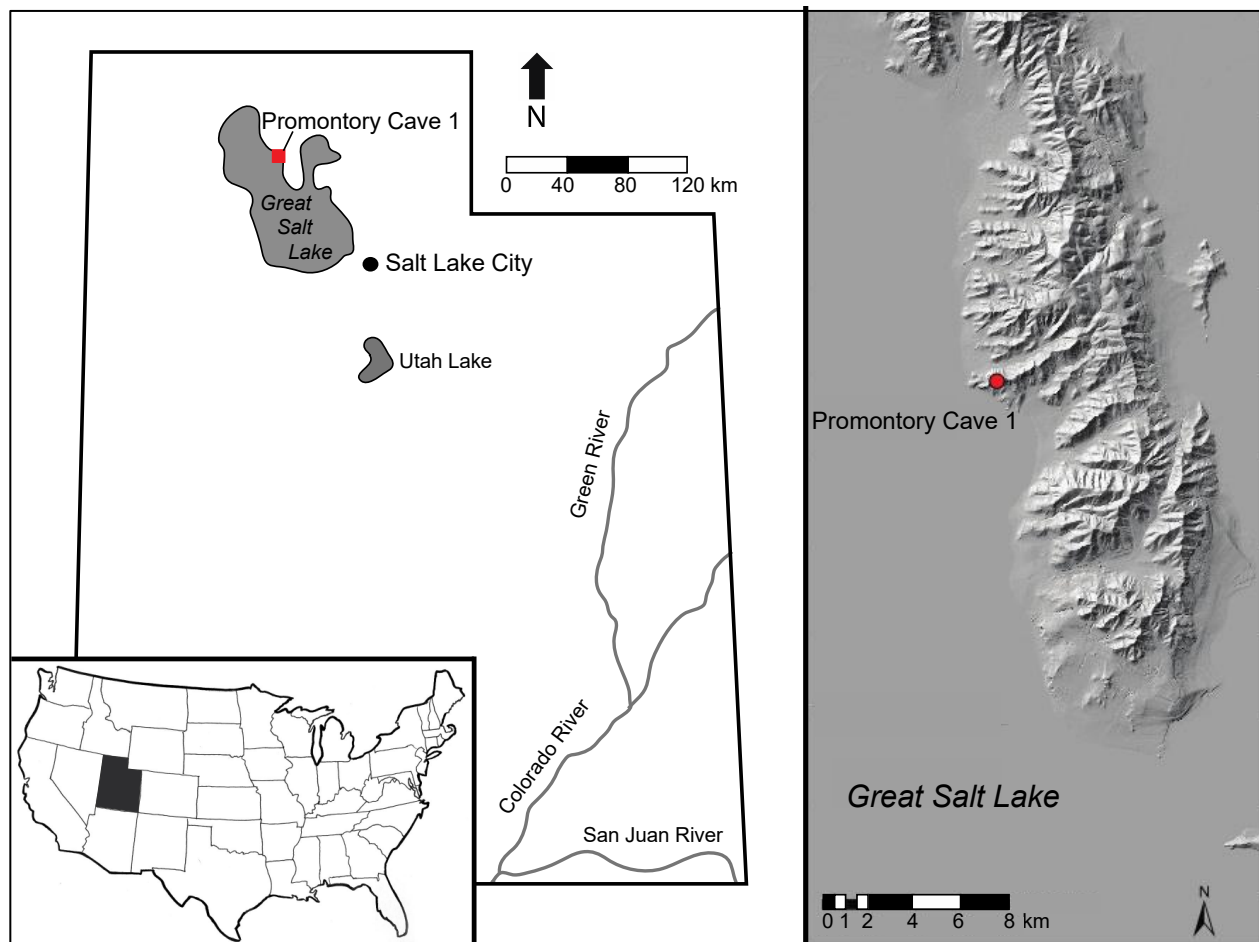 Promontory Cave 1
N
0 40 80 120 km
Great
Salt
Lake
Salt Lake City
Utah Lake
Green River
Colorado River
San Juan River
Promontory Cave 1
Great Salt Lake
0 1 2 4 6 8 km
N